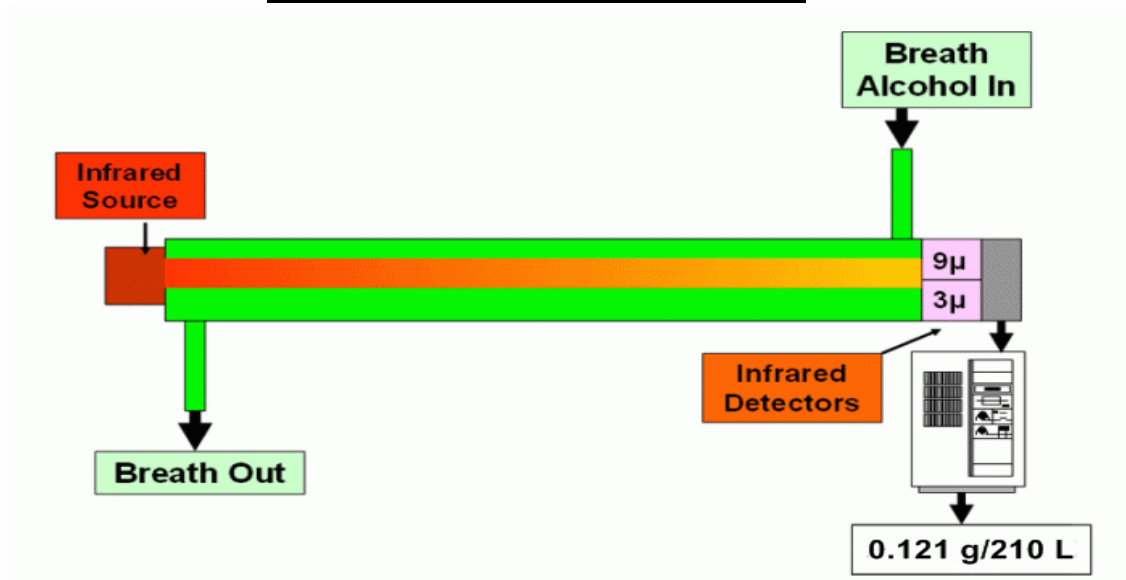 Breath
Alcohol In
Infrared
Source
9µ
3µ
Infrared
Detectors
Breath Out
0.121 g/210 L